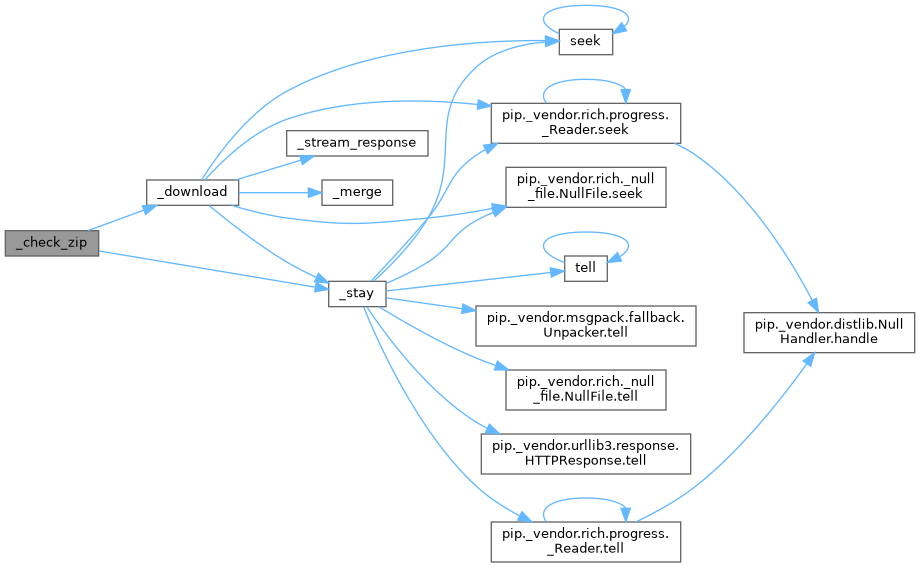 seek
pip._vendor.rich.progress.
_Reader.seek
_stream_response
pip._vendor.rich._null
_file.NullFile.seek
_download
_merge
_check_zip
tell
_stay
pip._vendor.msgpack.fallback.
Unpacker.tell
pip._vendor.distlib.Null
Handler.handle
pip._vendor.rich._null
_file.NullFile.tell
pip._vendor.urllib3.response.
HTTPResponse.tell
pip._vendor.rich.progress.
_Reader.tell